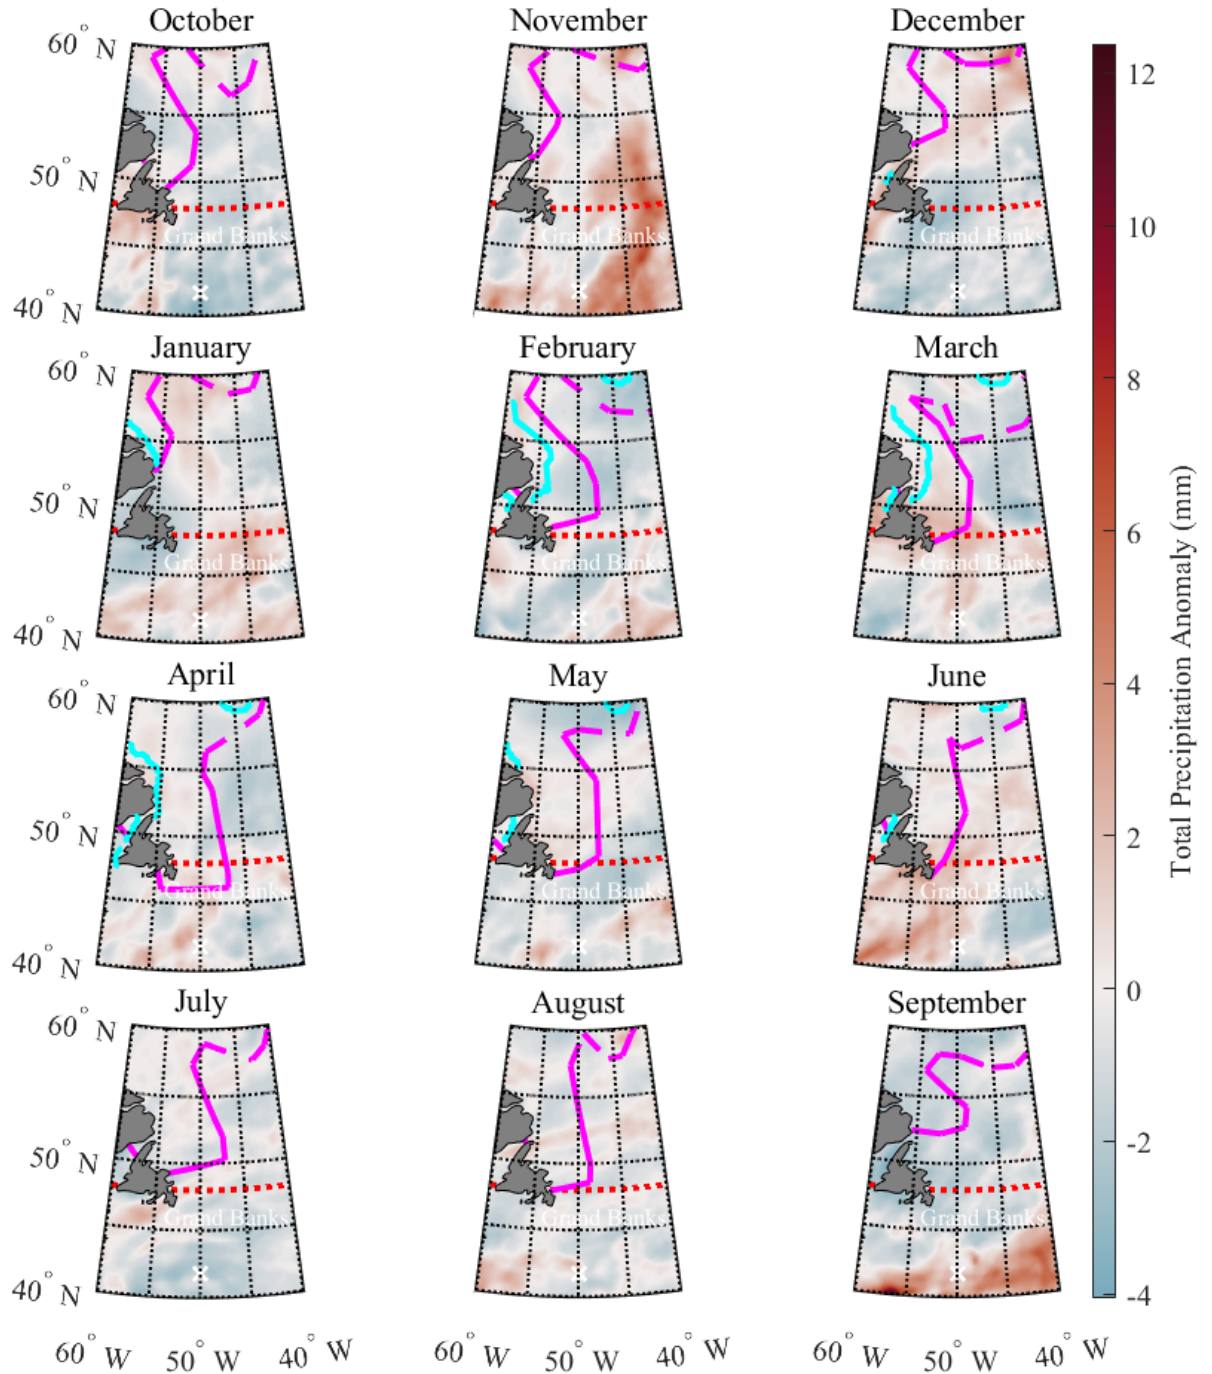 October November December
60° N
50° N
Grand Banks Grand Banks Grand Banks
40° N
January February March
60° N
50° N
Grand Banks Grand Banks Grand Banks
40° N
April May June
60° N
50° N
Grand Banks Grand Banks Grand Banks
40° N
July August September
60° N
50° N
Grand Banks Grand Banks Grand Banks
40° N
60° W 50° W 40° W 60° W 50° W 40° W
12
10
8
6
4
2
0
-2
-4
Total Precipitation Anomaly (mm)